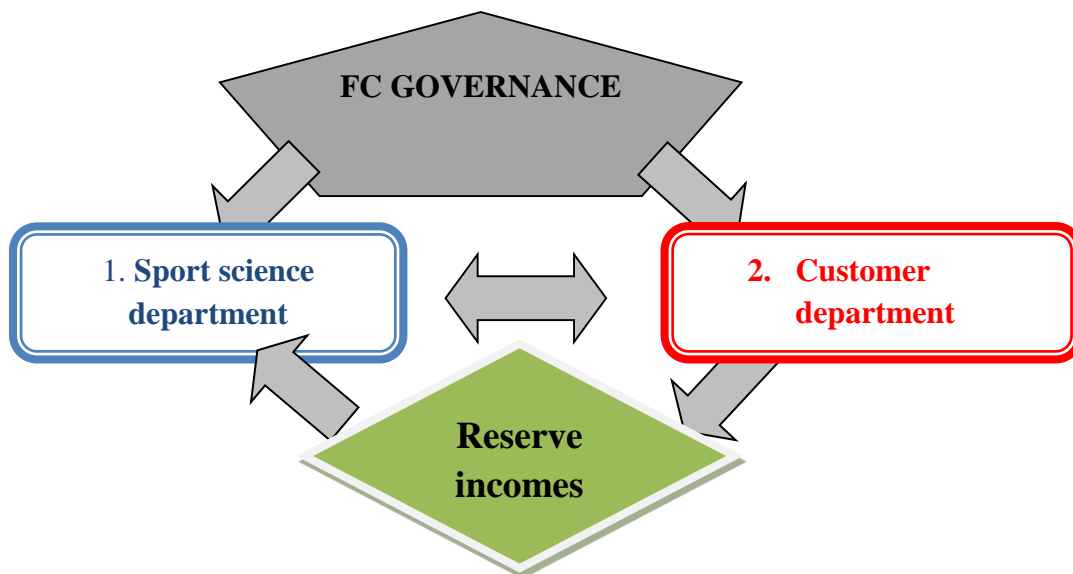 FC GOVERNANCE
1. Sport science
department
2. Customer
department
Reserve
incomes